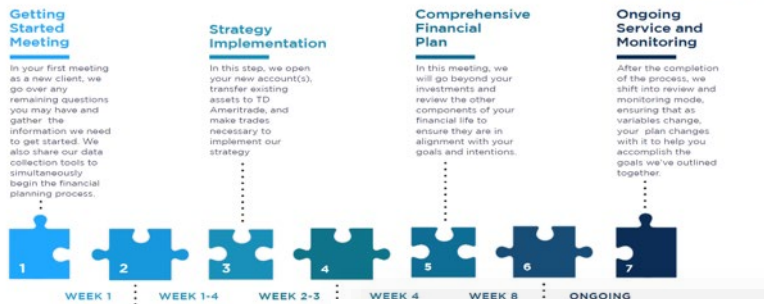 Getting
Started
Meeting
In your first meeting
as a new client, we
go over any
remaining questions
you may have and
gather the
information we need
to get started. We
also share our data
collection tools to
simultaneously
begin the financial
planning process.
Strategy
Implementation
In this step, we open
your new account(s),
transfer existing
assets to TD
Ameritrade, and
make trades
necessary to
implement our
strategy
Comprehensive
Financial
Plan
In this meeting, we
will go beyond your
investments and
review the other
components of your
financial life to
ensure they are in
alignment with your
goals and intentions.
Ongoing
Service and
Monitoring
After the completion
of the process, we
shift into review and
monitoring mode,
ensuring that as
variables change,
your plan changes
with it to help you
accomplish the
goals we've outlined
together.
1
2
3
4
5
6
7
WEEK 1
WEEK 1-4
WEEK 2-3
WEEK 4
WEEK 8
ONGOING